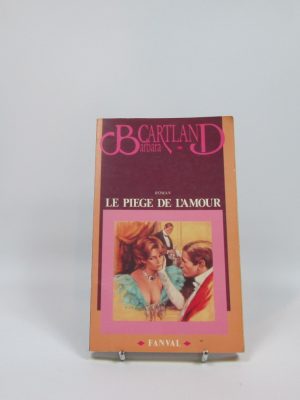 Barbara CARTLAND
ROMAN
LE PIEGE DE L'AMOUR
FANVAL